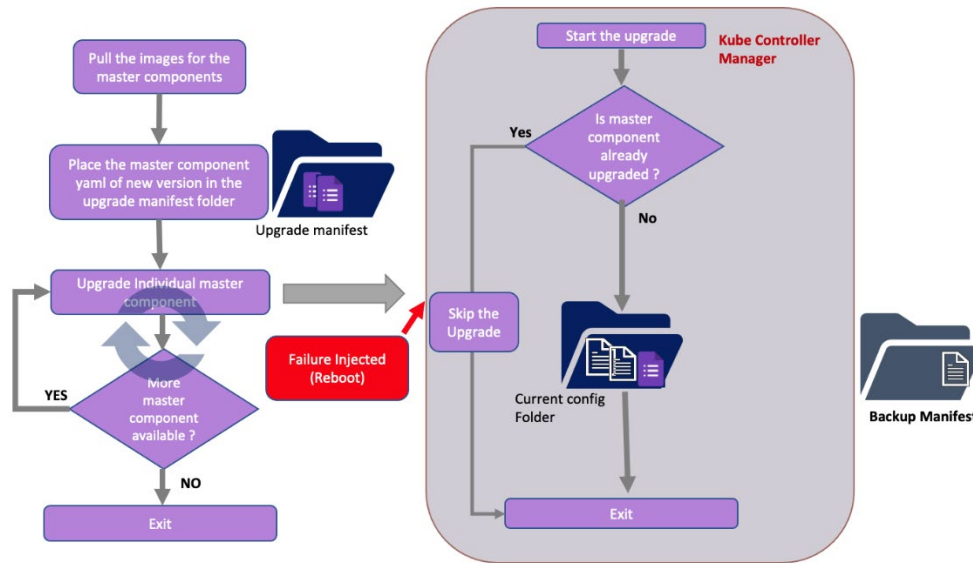 Pull the images for the
master components
Place the master component
yaml of new version in the
upgrade manifest folder
Upgrade manifest
Upgrade Individual master
component
More
master
component
available ?
YES
NO
Exit
Failure Injected
(Reboot)
Kube Controller
Manager
Start the upgrade
Is master
component
already
upgraded ?
Yes
No
Skip the
Upgrade
Current config
Folder
Exit
Backup Manifest